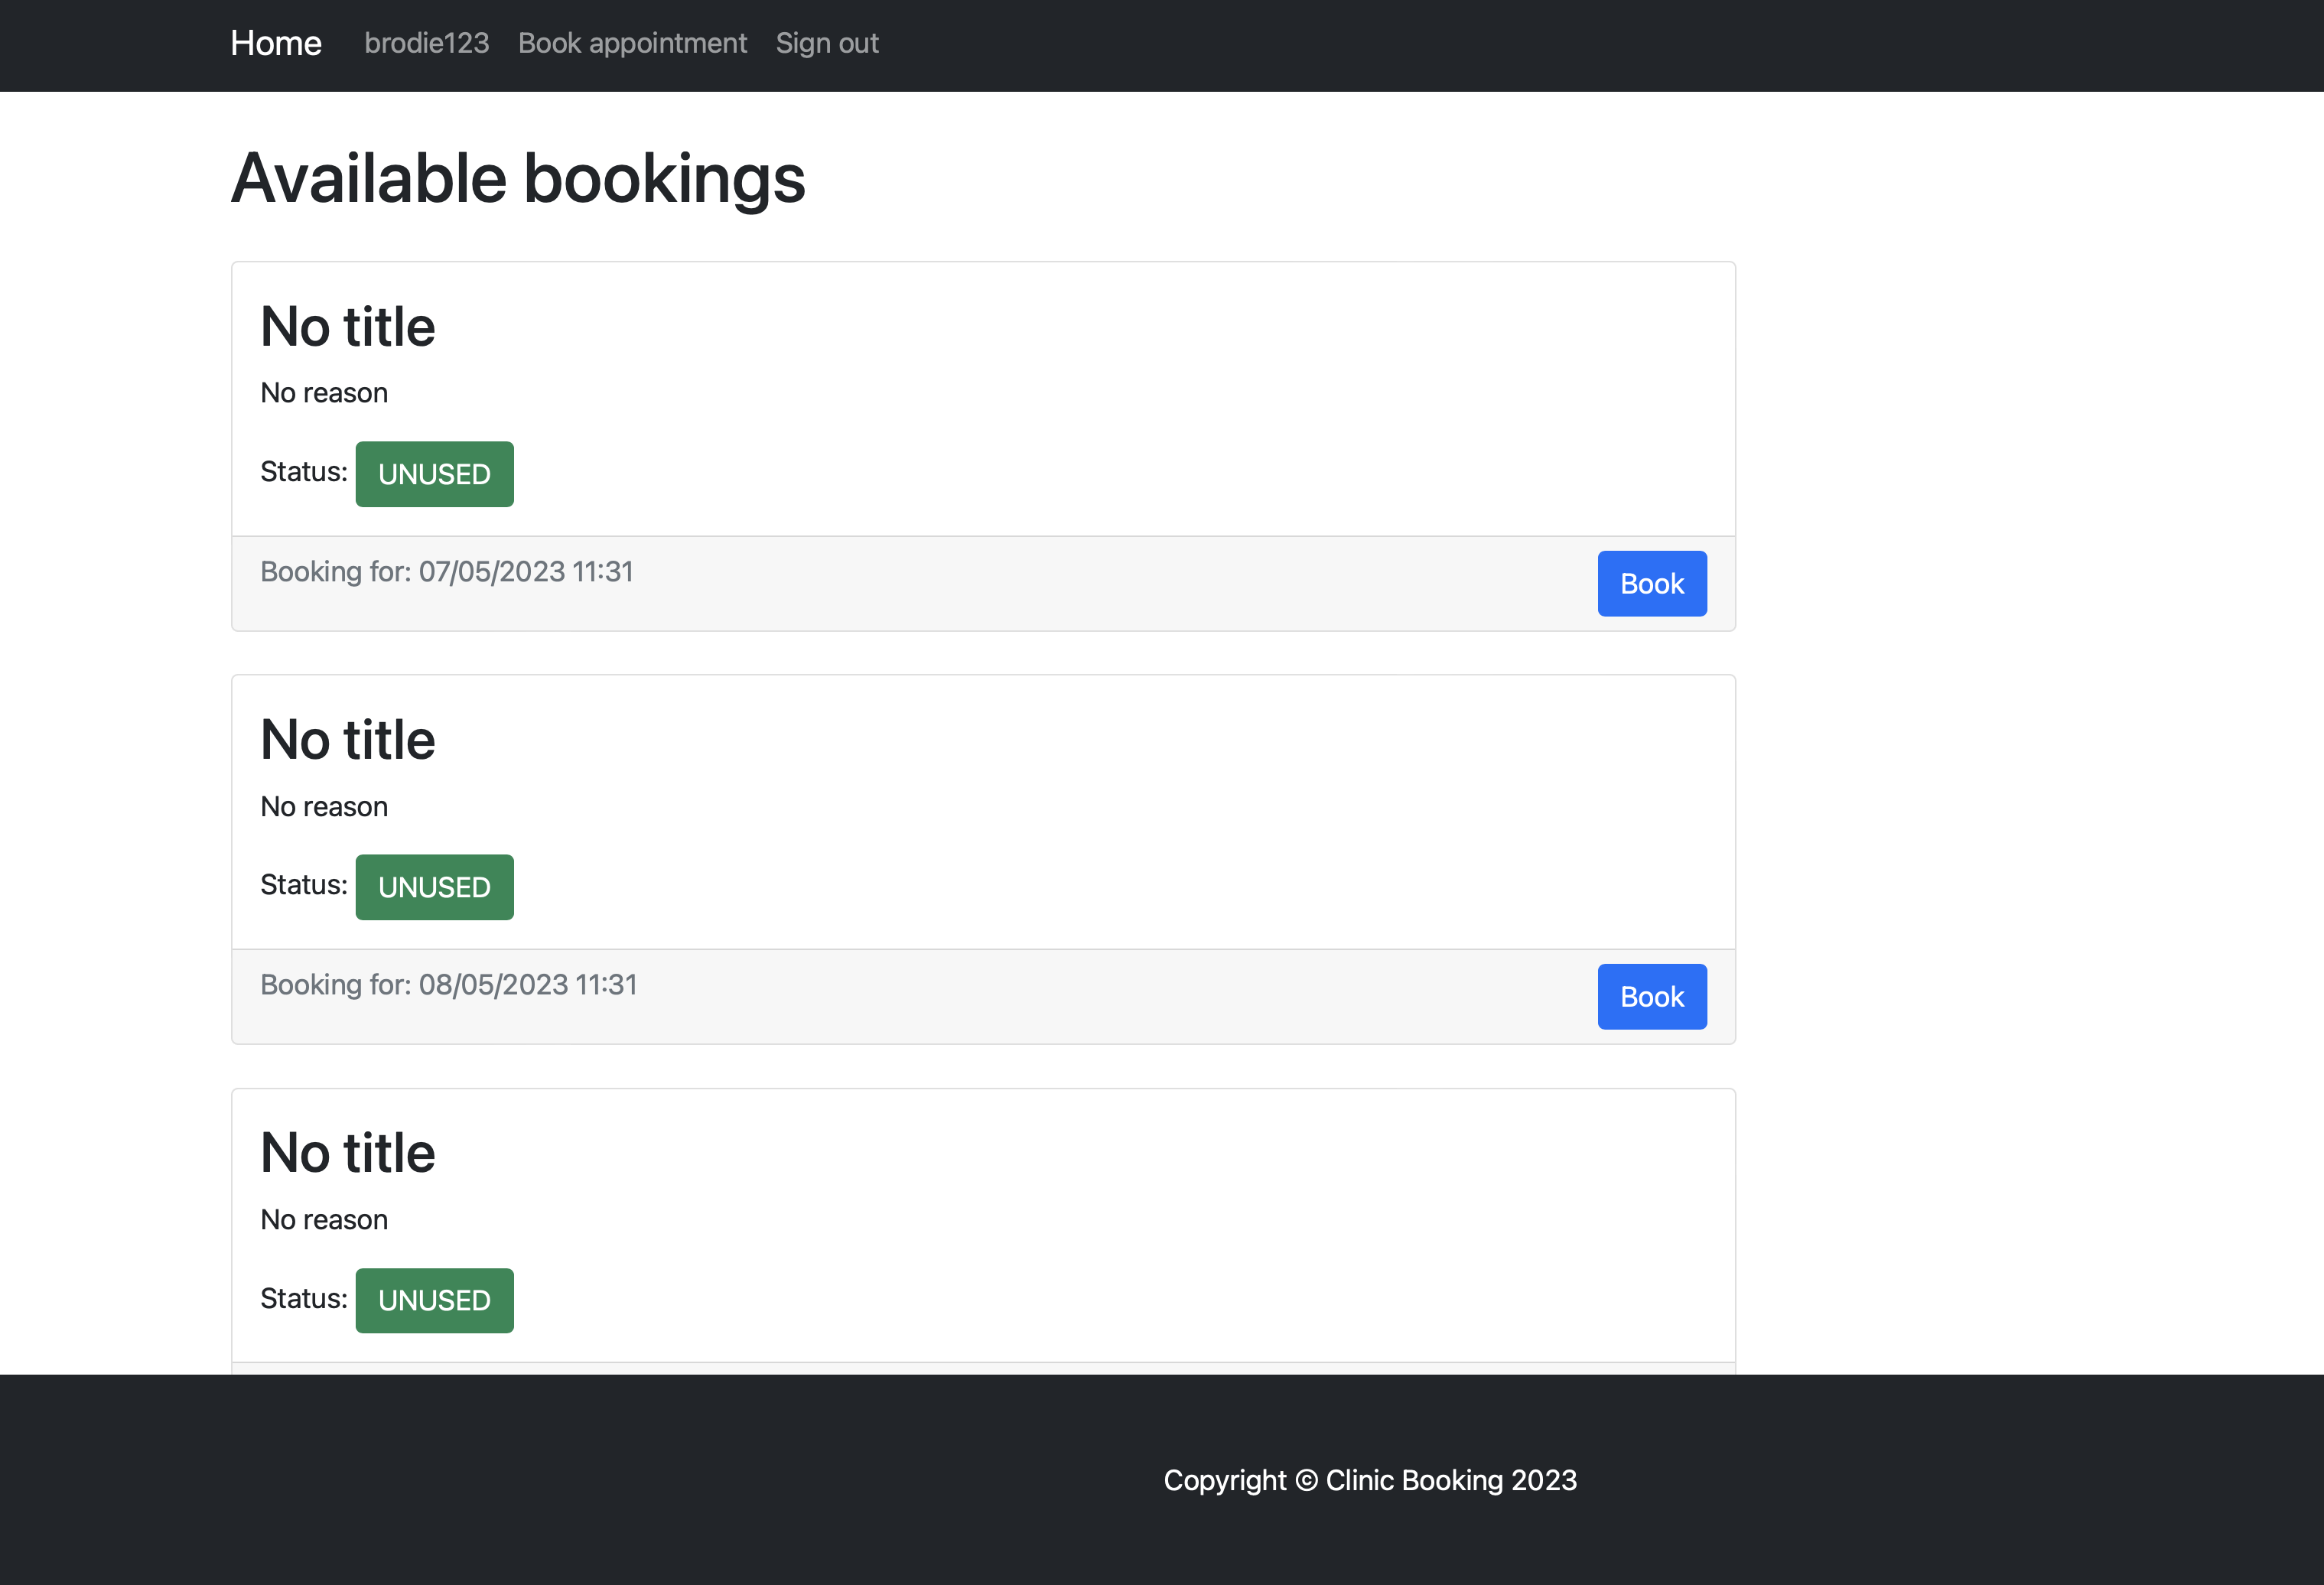 Home brodie123 Book appointment Sign out
Available bookings
No title
No reason
Status: UNUSED
Booking for: 07/05/2023 11:31
Book
No title
No reason
Status: UNUSED
Booking for: 08/05/2023 11:31
Book
No title
No reason
Status: UNUSED
Copyright © Clinic Booking 2023